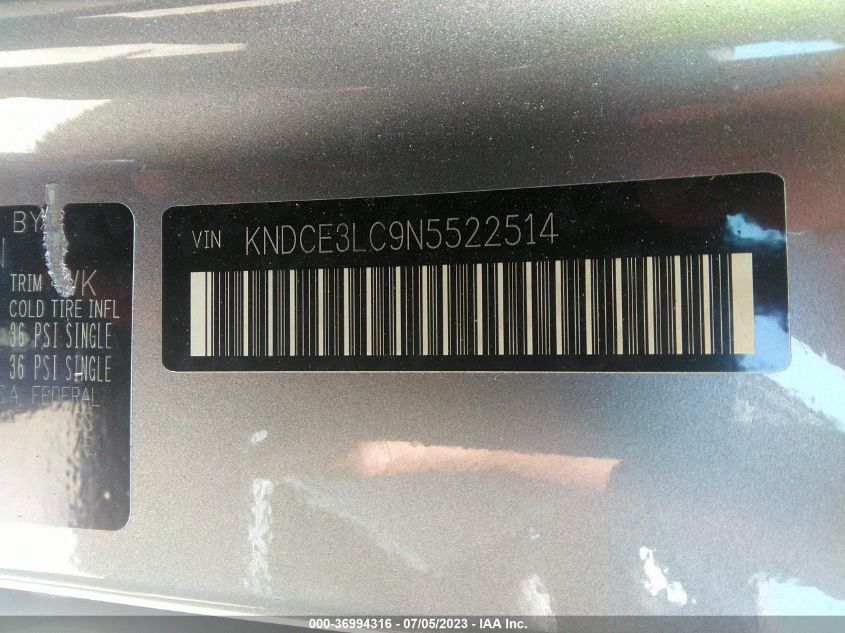 BY
VIN KNDCE3LC9N5522514
TRIM
COLD TIRE INFL
36 PSI SINGLE
36 PSI SINGLE
FEDERAL
000-36994316 - 07/05/2023 - IAA Inc.